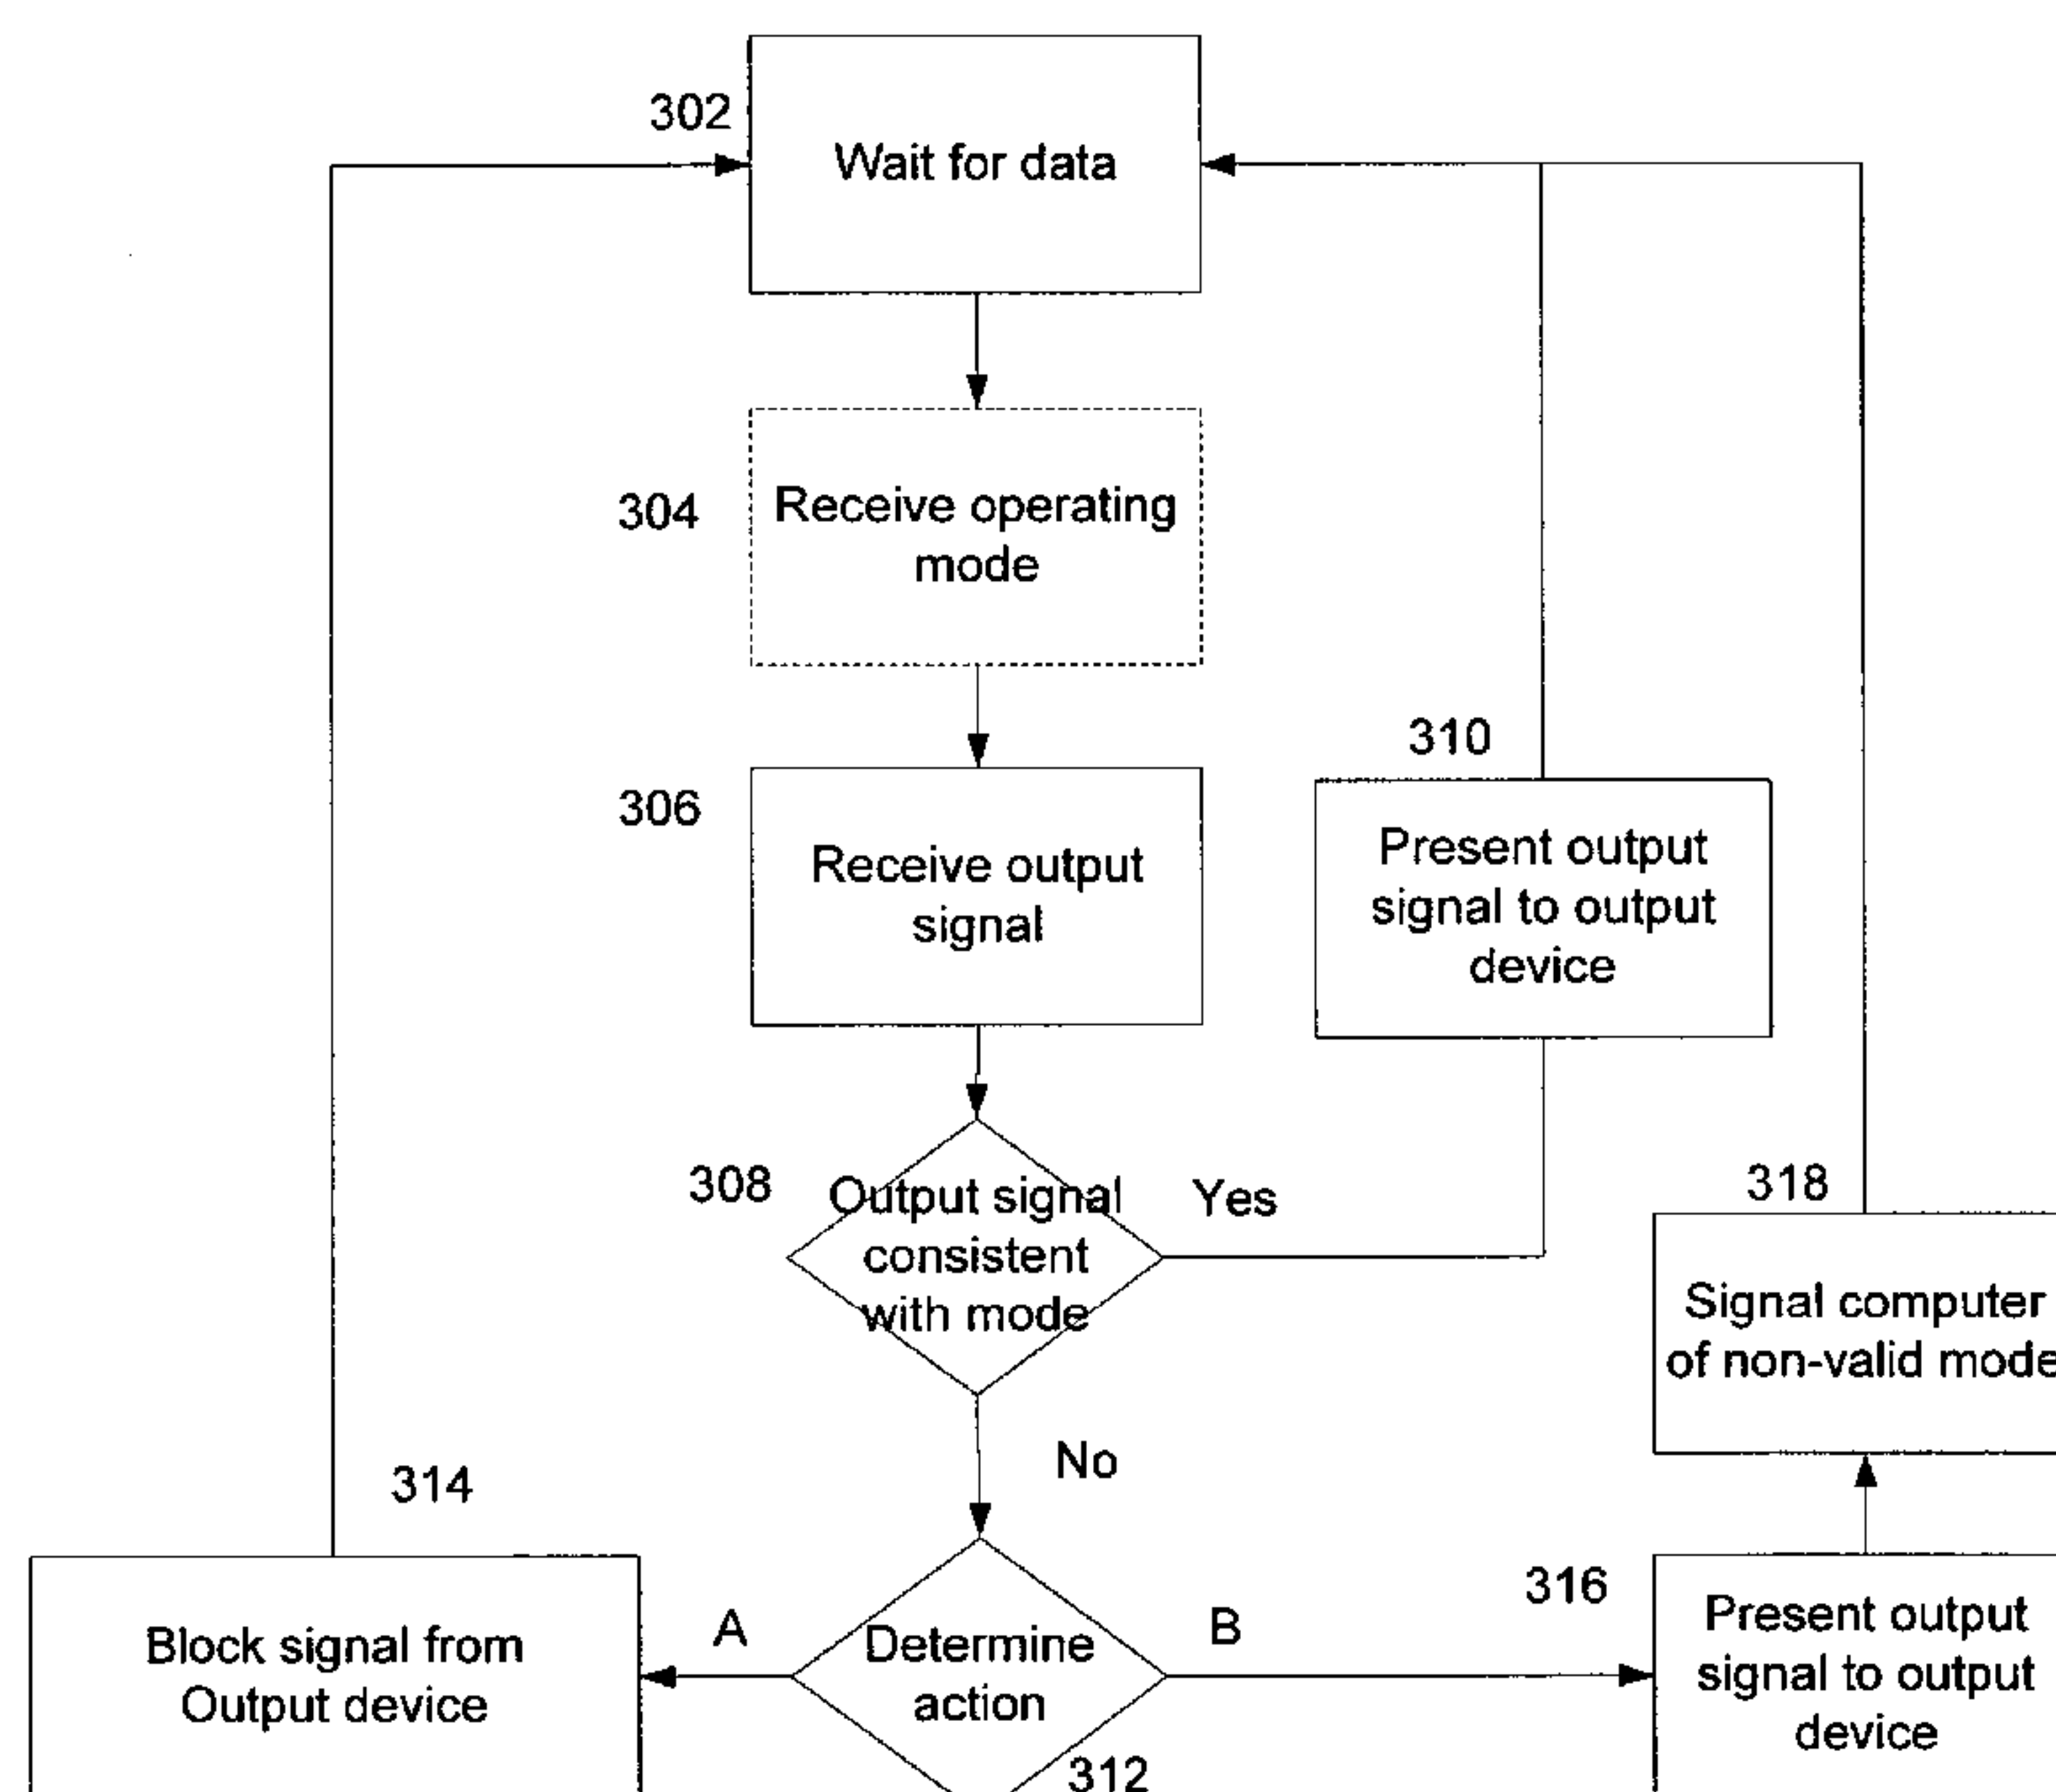 302
Wait for data
304
Receive operating
mode
306
Receive output
signal
310
Present output
signal to output
device
308
Output signal
consistent
with mode
Yes
318
Signal computer
of non-valid mode
No
314
Block signal from
Output device
A
Determine
action
312
B
316
Present output
signal to output
device